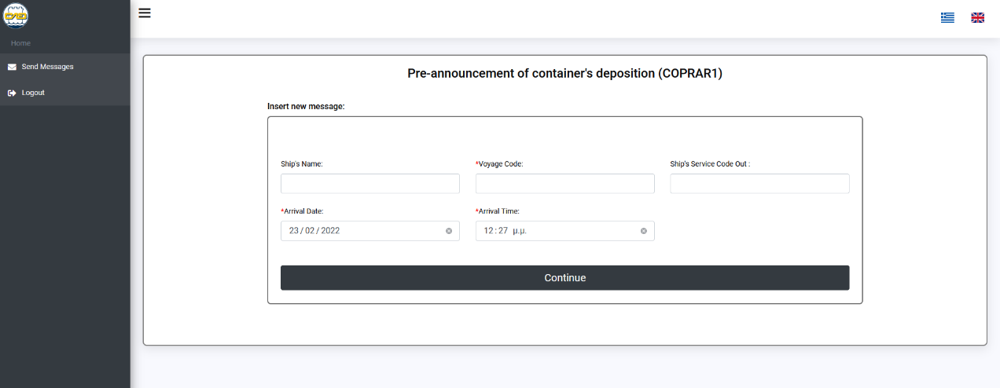 Home
Send Messages
Logout
Pre-announcement of container's deposition (COPRAR1)
Insert new message:
Ship's Name:
*Voyage Code:
Ship's Service Code Out :
*Arrival Date:
*Arrival Time:
23 / 02 / 2022
12 : 27 μ.μ.
Continue